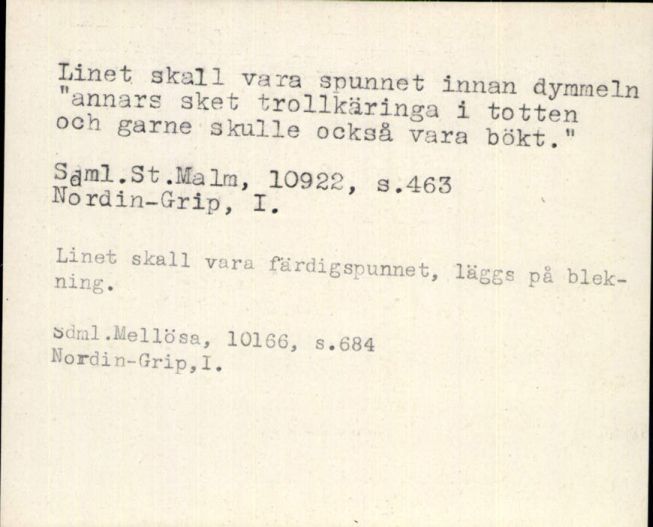 Linet skall vara spunnet innan dymmeln
"annars sket trollkäringa i totten
och garne skulle också vara bökt."
Sdml.St.Malm, 10922, s.463
Nordin-Grip, I.
Linet skall vara färdigspunnet, läggs på blek-
ning.
Sdml.Mellösa, 10166, s.684
Nordin-Grip,I.